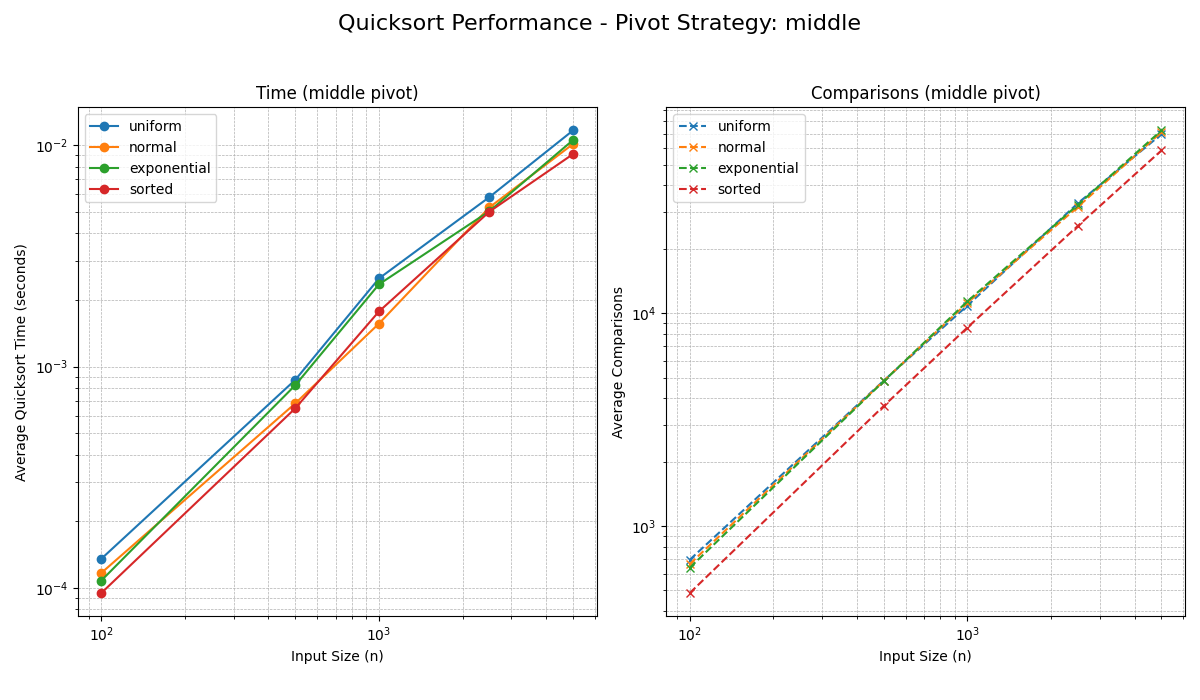 Quicksort Performance - Pivot Strategy: middle
Time (middle pivot)
uniform
normal
exponential
sorted
10⁻²
10⁻³
10⁻⁴
Average Quicksort Time (seconds)
10²
10³
Input Size (n)
Comparisons (middle pivot)
uniform
normal
exponential
sorted
10⁴
10³
Average Comparisons
10²
10³
Input Size (n)